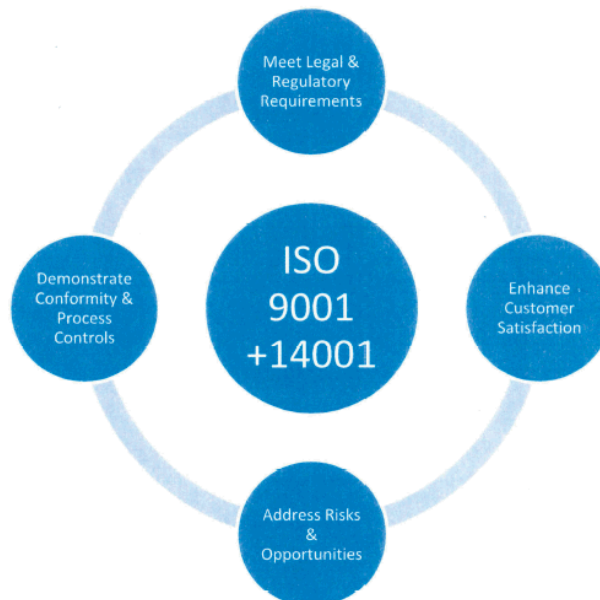 Meet Legal &
Regulatory
Requirements
Demonstrate
Conformity &
Process
Controls
ISO
9001
+14001
Enhance
Customer
Satisfaction
Address Risks
&
Opportunities